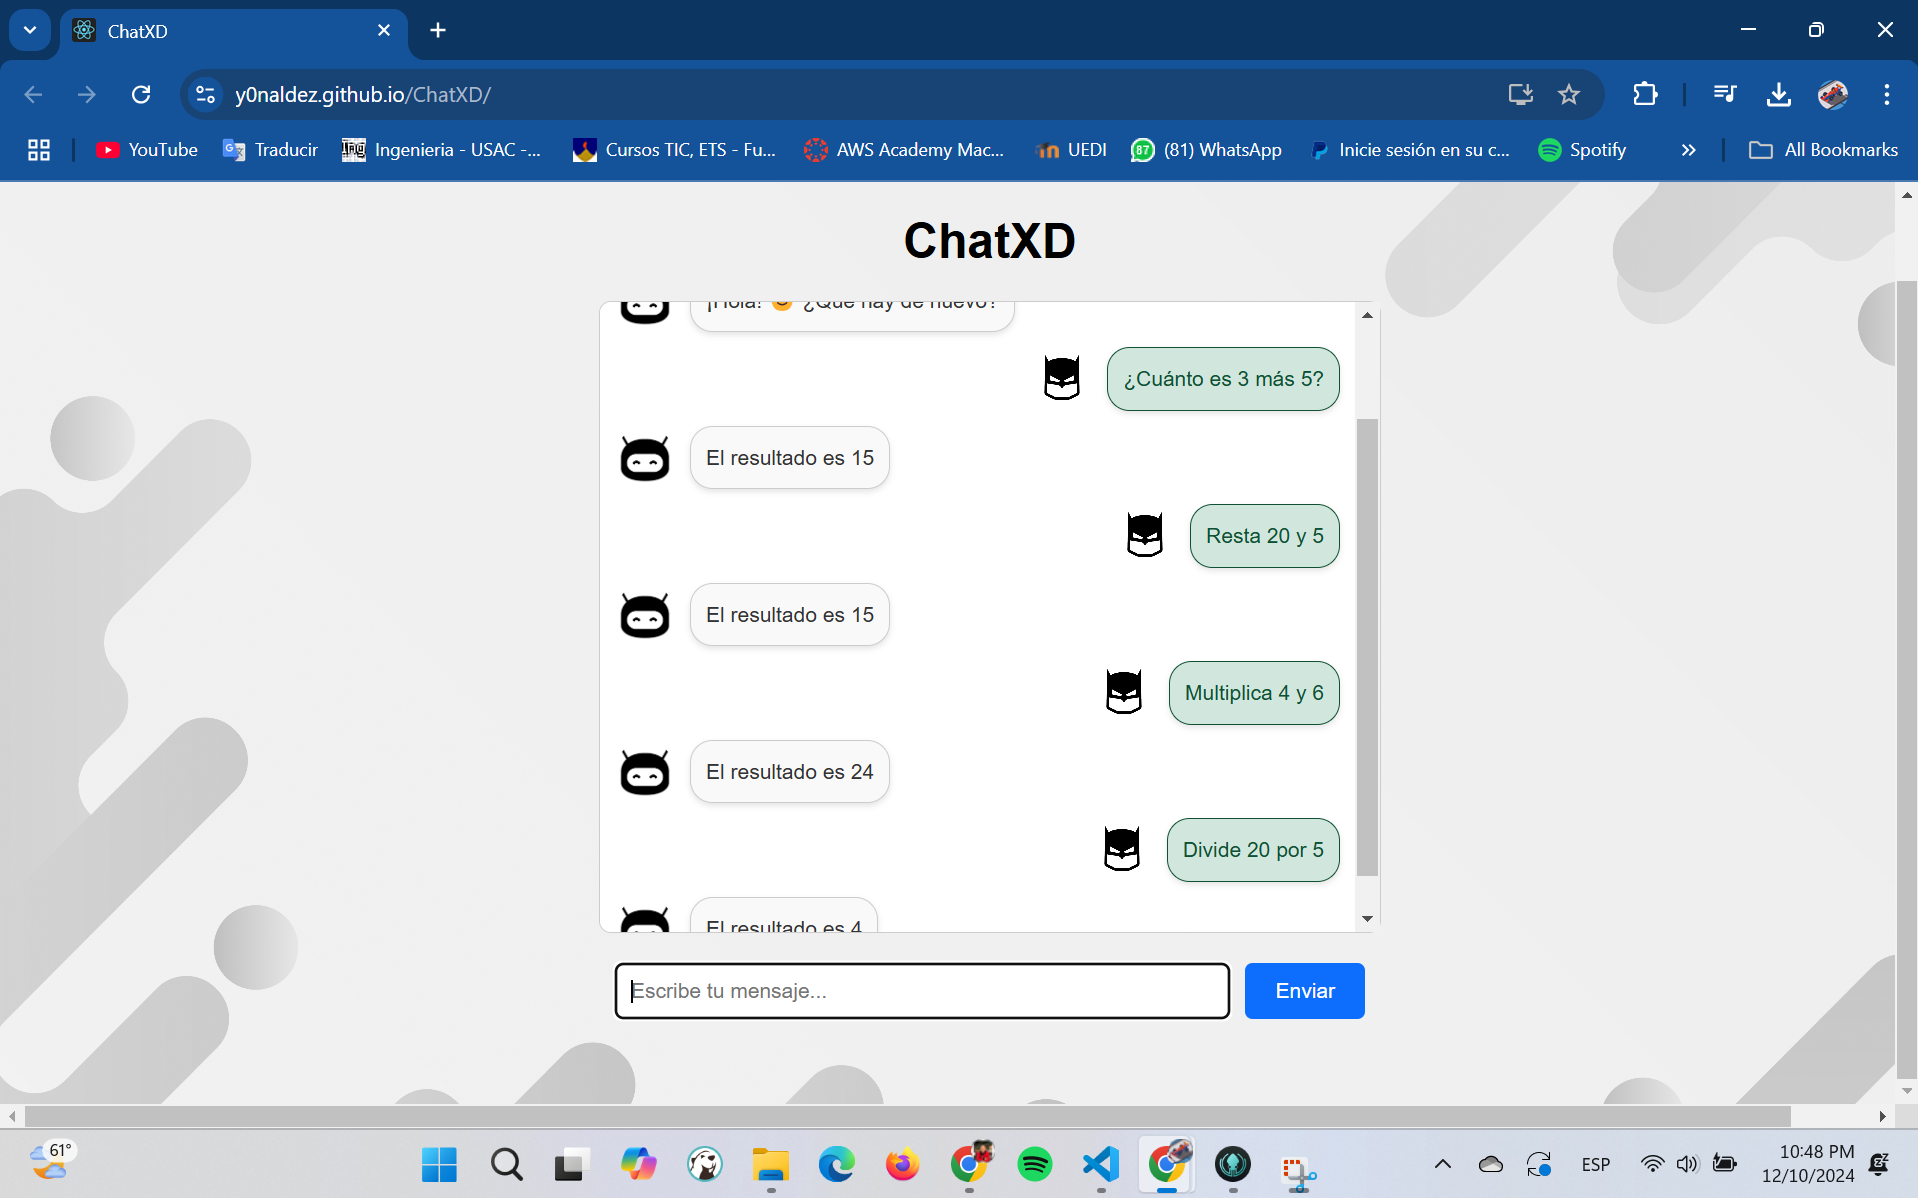 ChatXD
y0naldez.github.io/ChatXD/
YouTube
Traducir
Ingenieria - USAC -...
Cursos TIC, ETS - Fu...
AWS Academy Mac...
UEDI
87
(81) WhatsApp
Inicie sesión en su c...
Spotify
All Bookmarks
ChatXD
¡Hola! 😊 ¿Qué hay de nuevo?
¿Cuánto es 3 más 5?
El resultado es 15
Resta 20 y 5
El resultado es 15
Multiplica 4 y 6
El resultado es 24
Divide 20 por 5
El resultado es 4
Escribe tu mensaje...
Enviar
61°
ESP
10:48 PM
12/10/2024